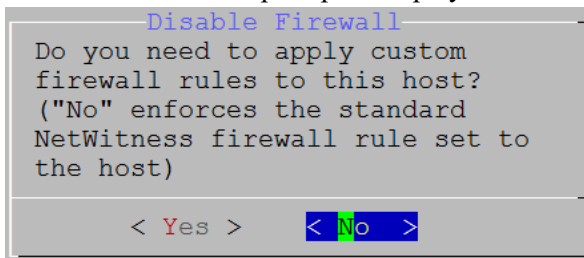 Disable Firewall
Do you need to apply custom
firewall rules to this host?
("No" enforces the standard
NetWitness firewall rule set to
the host)
< Yes > < No >